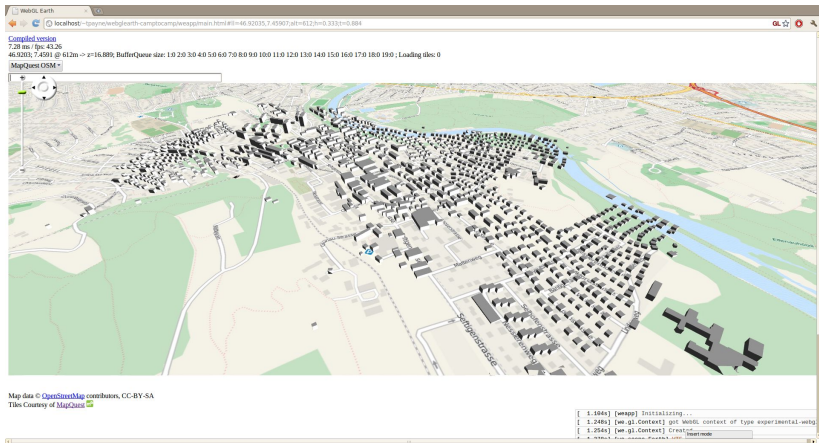 WebGL Earth
localhost/~tpayne/webglearth-camptocamp/weapp/main.html#ll=46.92035,7.45907;alt=612;h=0.333;t=0.884
GL
Compiled version
7.28 ms / fps: 43.26
46.9203; 7.4591 @ 612m -> z=16.889; BufferQueue size: 1:0 2:0 3:0 4:0 5:0 6:0 7:0 8:0 9:0 10:0 11:0 12:0 13:0 14:0 15:0 16:0 17:0 18:0 19:0 ; Loading tiles: 0
MapQuest OSM
Seftigenstrasse
Map data © OpenStreetMap contributors, CC-BY-SA
Tiles Courtesy of MapQuest
[ 1.104s] [weapp] Initializing...
[ 1.248s] [we.gl.Context] got WebGL context of type experimental-webg
[ 1.254s] [we.gl.Context]
Insert mode